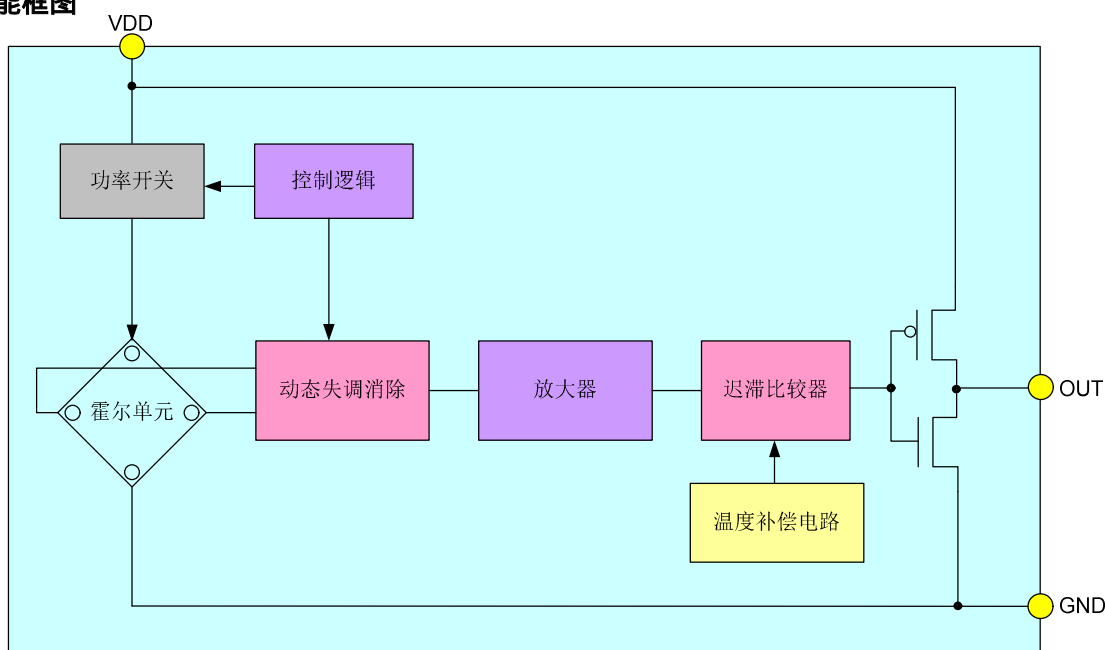 能框图
VDD
功率开关
控制逻辑
霍尔单元
动态失调消除
放大器
迟滞比较器
OUT
温度补偿电路
GND